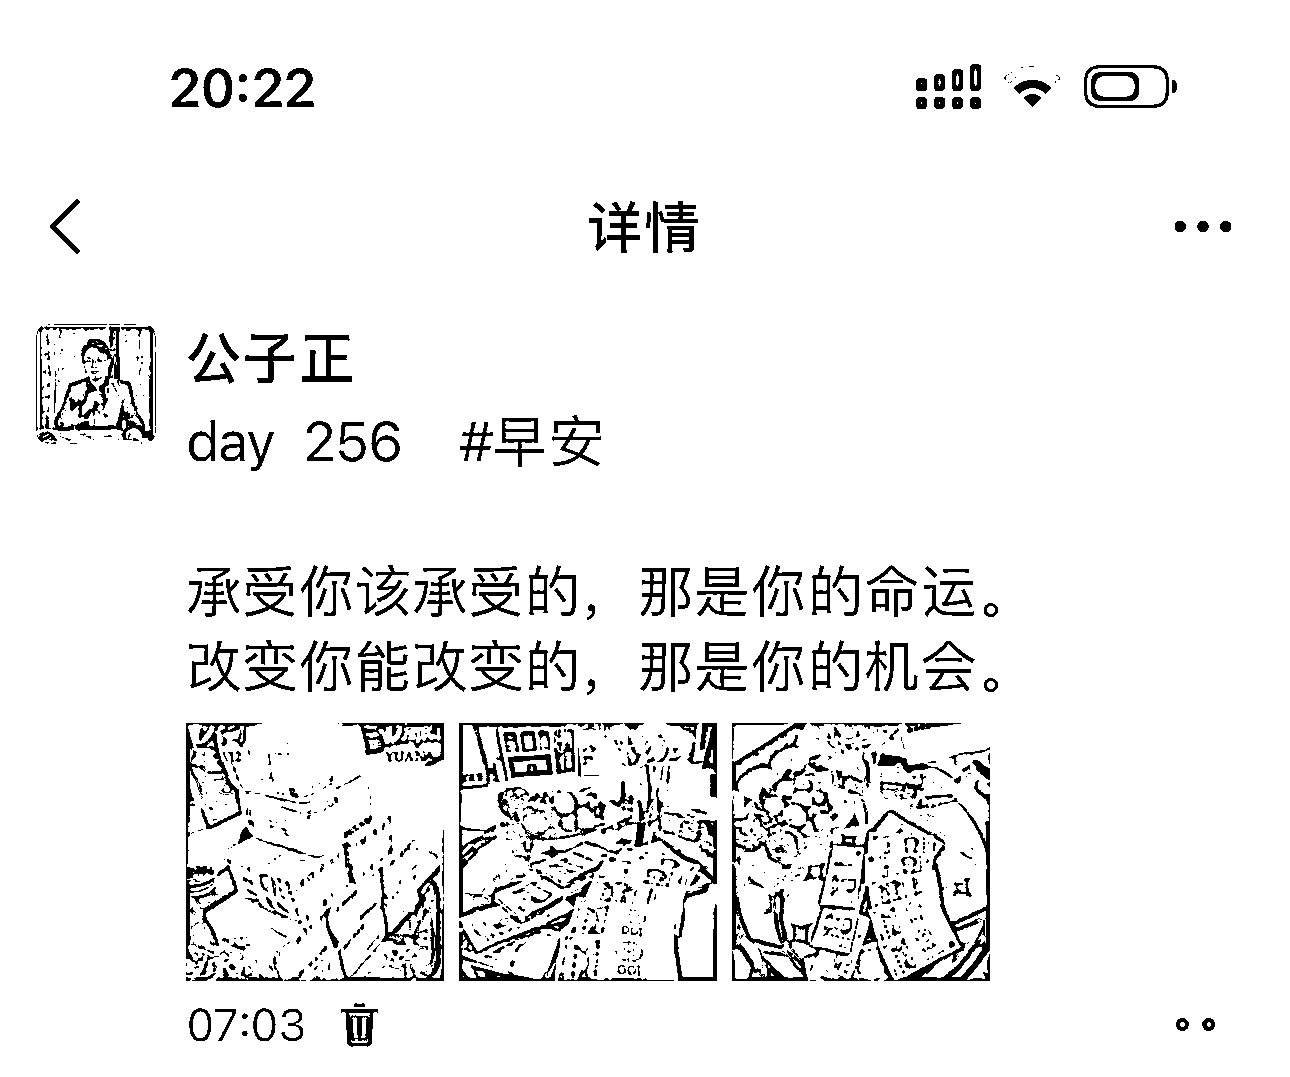 20:22
详情
公子正
day 256 #早安
承受你该承受的，那是你的命运。
改变你能改变的，那是你的机会。
07:03